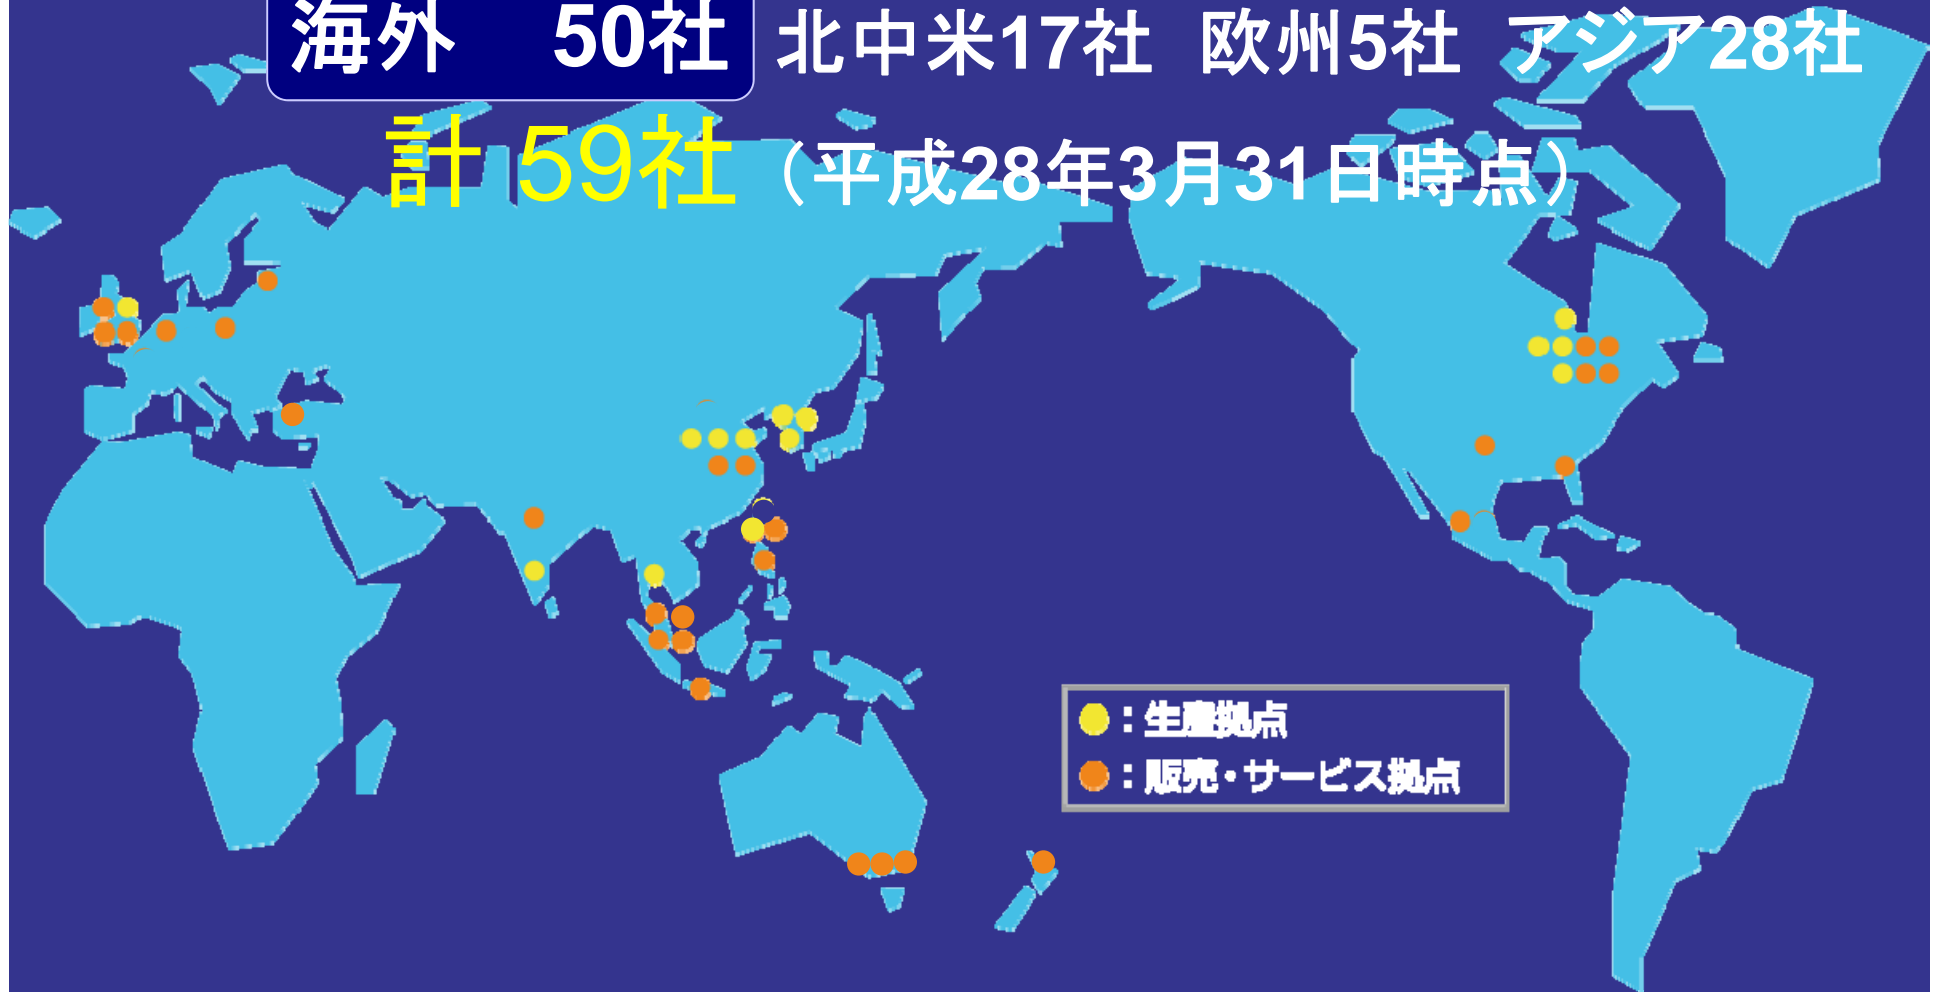 海外　50社 北中米17社　欧州5社　アジア28社
計 59社（平成28年3月31日時点）
：生産拠点
：販売・サービス拠点